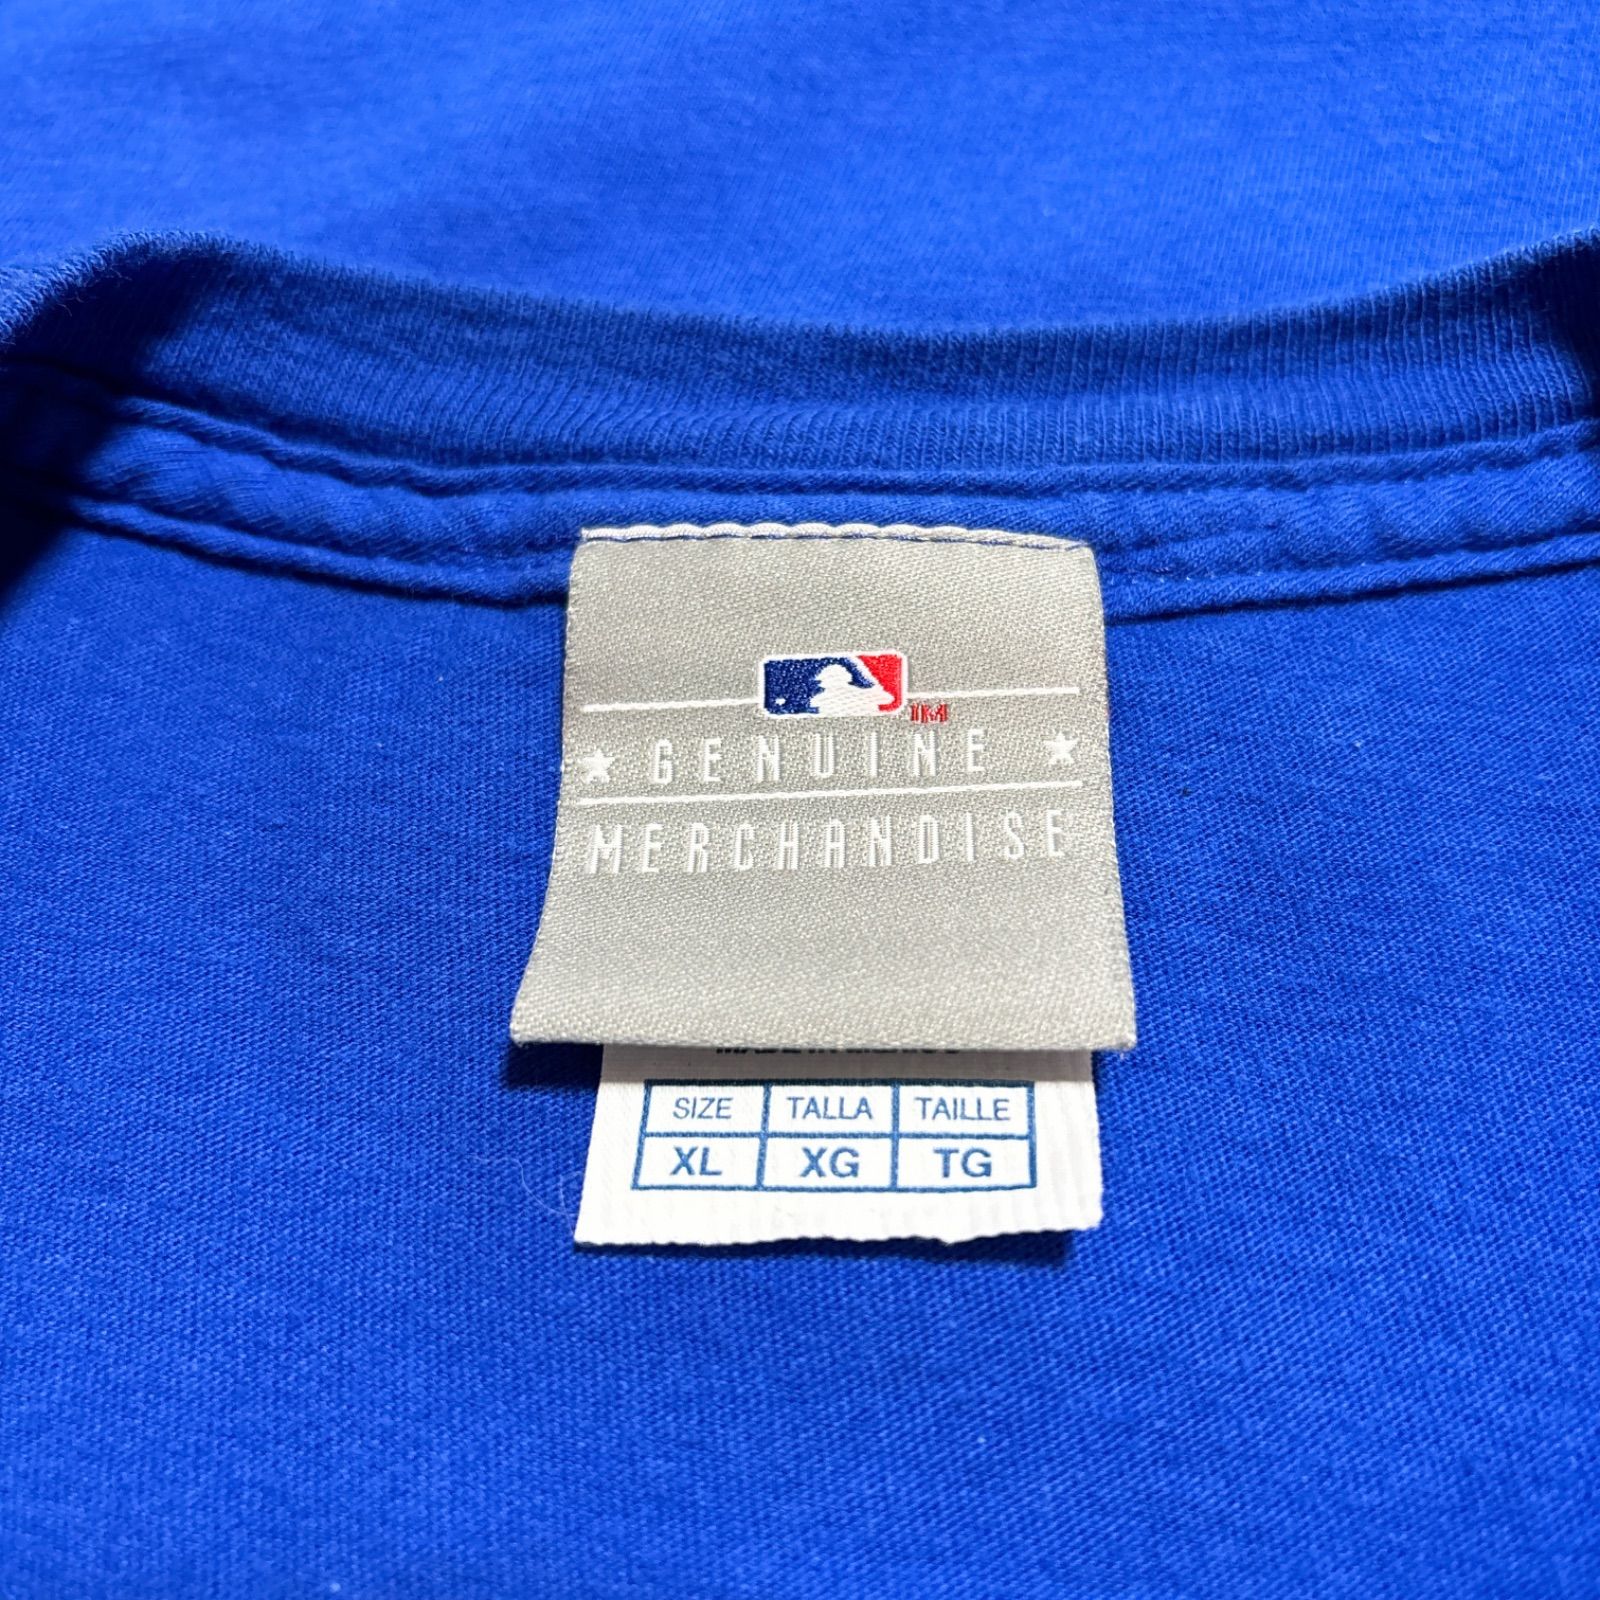 TM
GENUINE
MERCHANDISE
SIZE TALLA TAILLE
XL XG TG